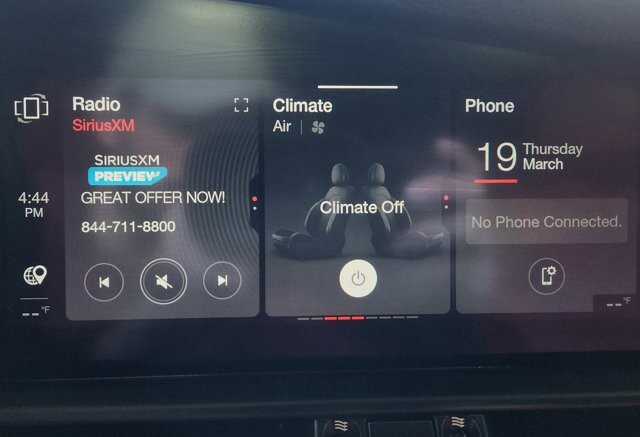 Radio
SiriusXM
SIRIUSXM
PREVIEW
GREAT OFFER NOW!
844-711-8800
Climate
Air
Climate Off
Phone
19 Thursday
March
No Phone Connected.
4:44
PM
-- °F
-- °F